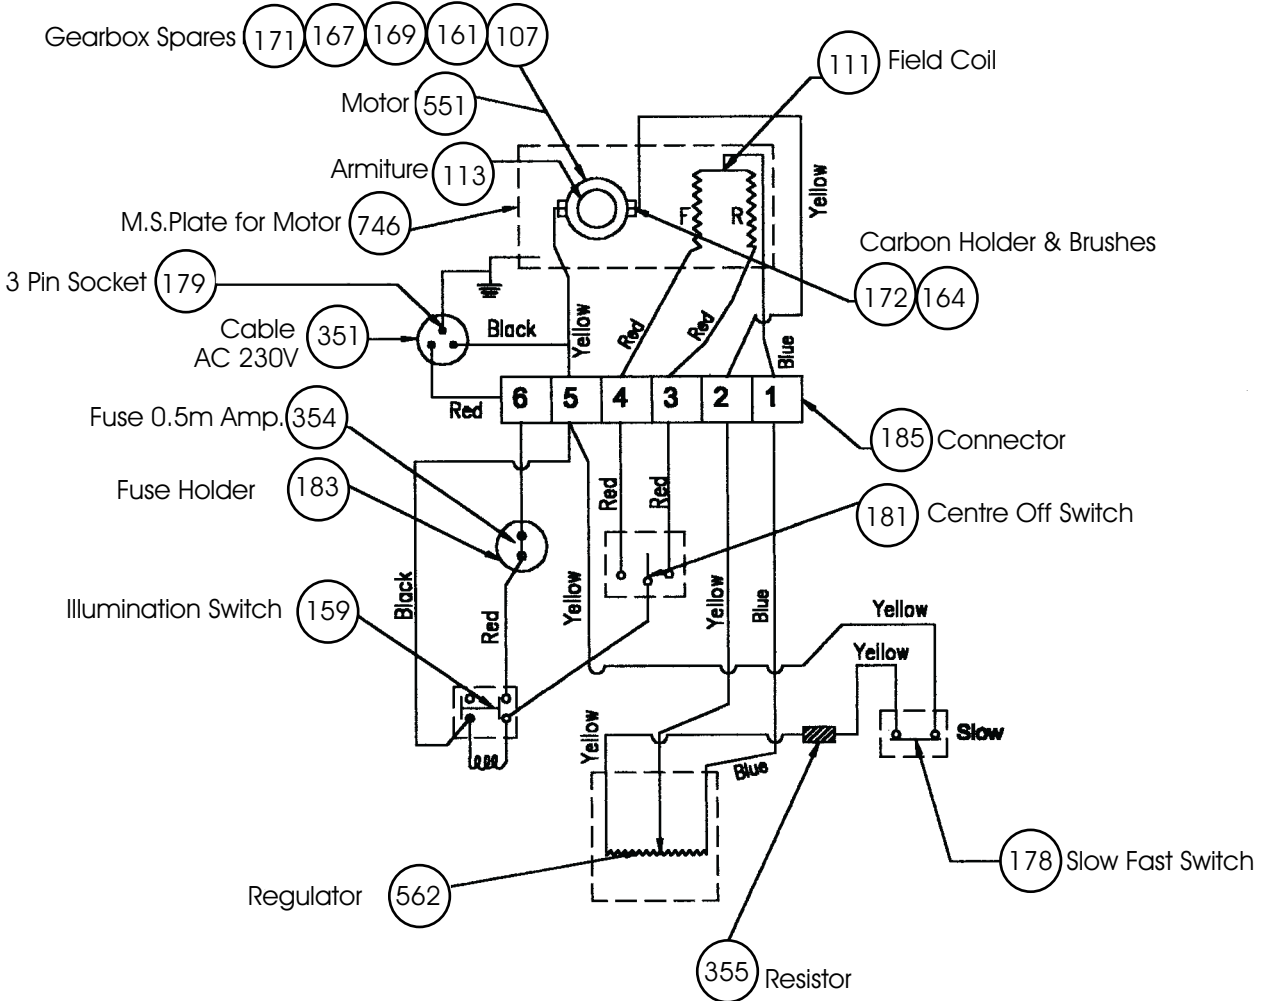 Gearbox Spares 171 167 169 161 107
111 Field Coil
Motor 551
Armiture 113
M.S.Plate for Motor 746
F R
Yellow
Carbon Holder & Brushes
172 164
3 Pin Socket 179
Cable
AC 230V
351
Black
Yellow
Red
Red
Blue
Red
6 5 4 3 2 1
Fuse 0.5m Amp. 354
185 Connector
Fuse Holder 183
Red
Red
181 Centre Off Switch
Illumination Switch 159
Black
Red
Yellow
Yellow
Blue
Yellow
Yellow
Yellow
Slow
Blue
178 Slow Fast Switch
Regulator 562
355 Resistor